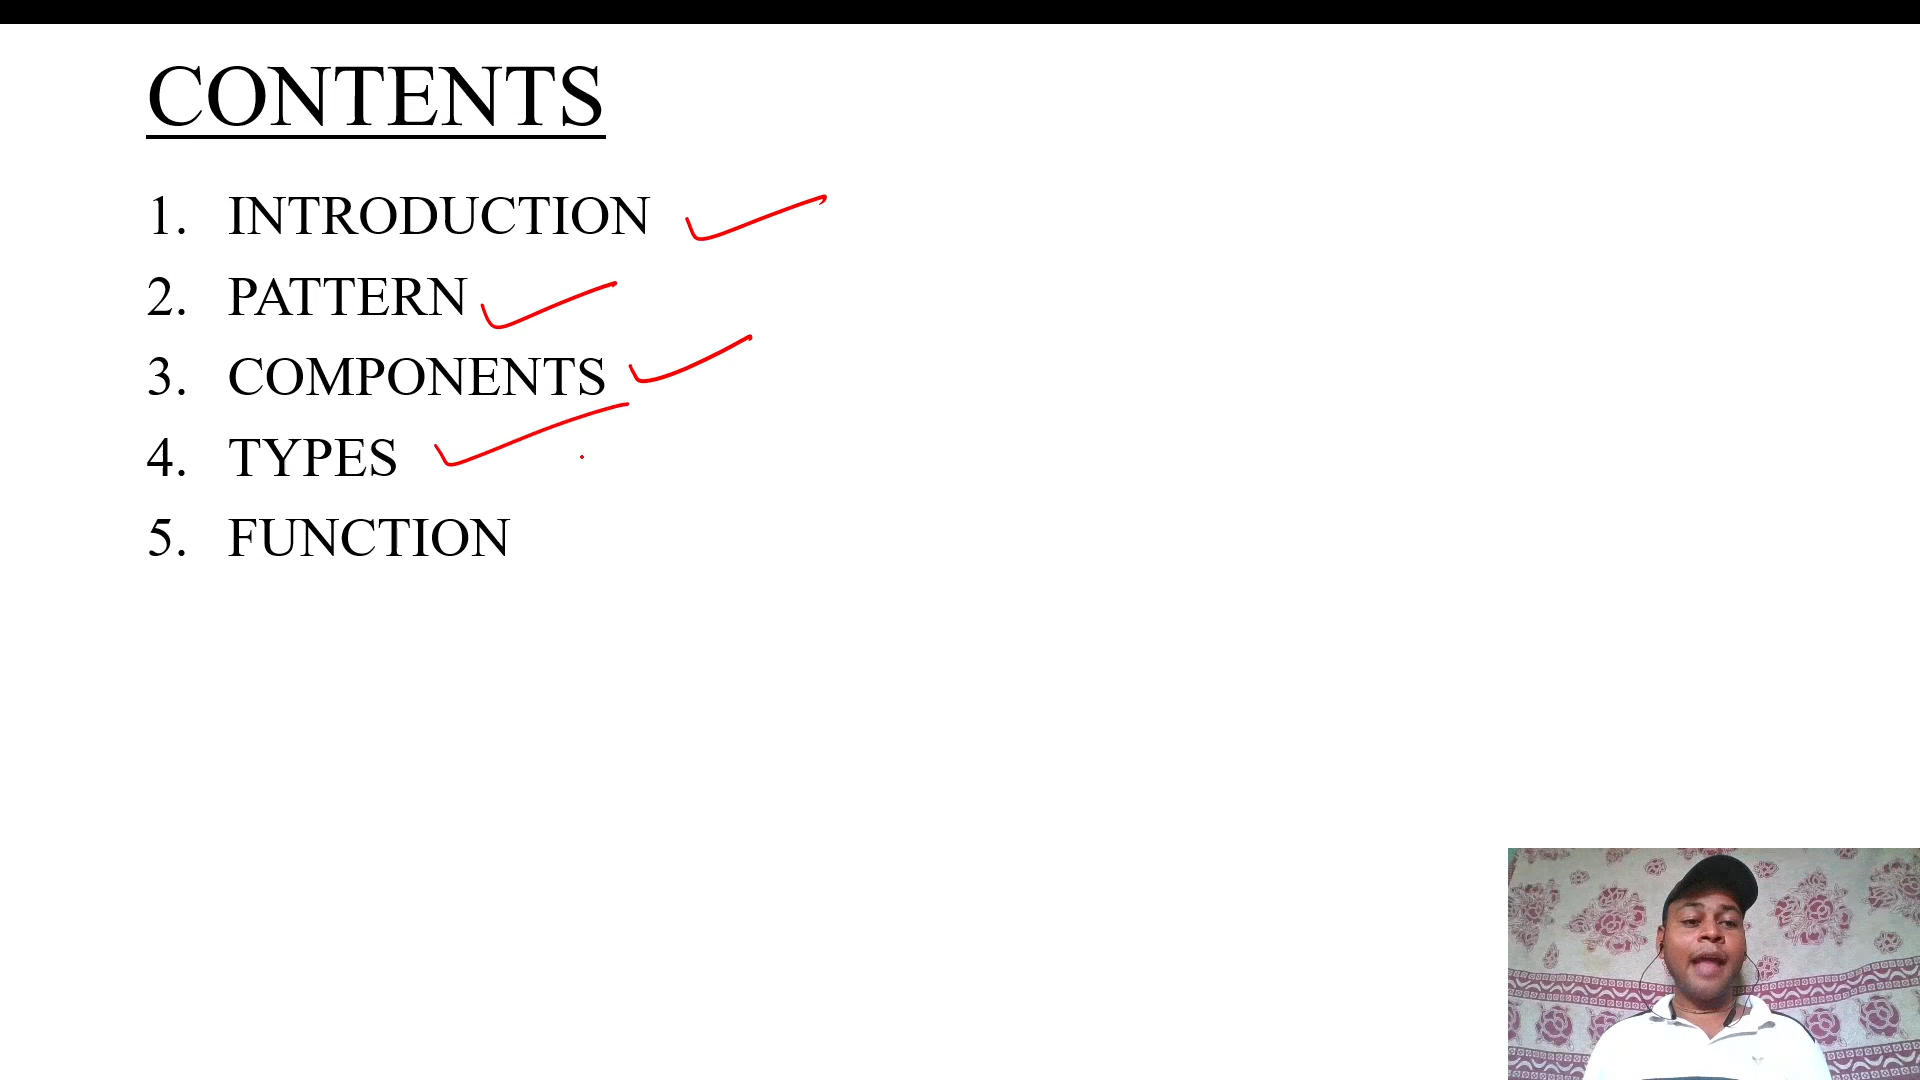 CONTENTS
1. INTRODUCTION
2. PATTERN
3. COMPONENTS
4. TYPES
5. FUNCTION